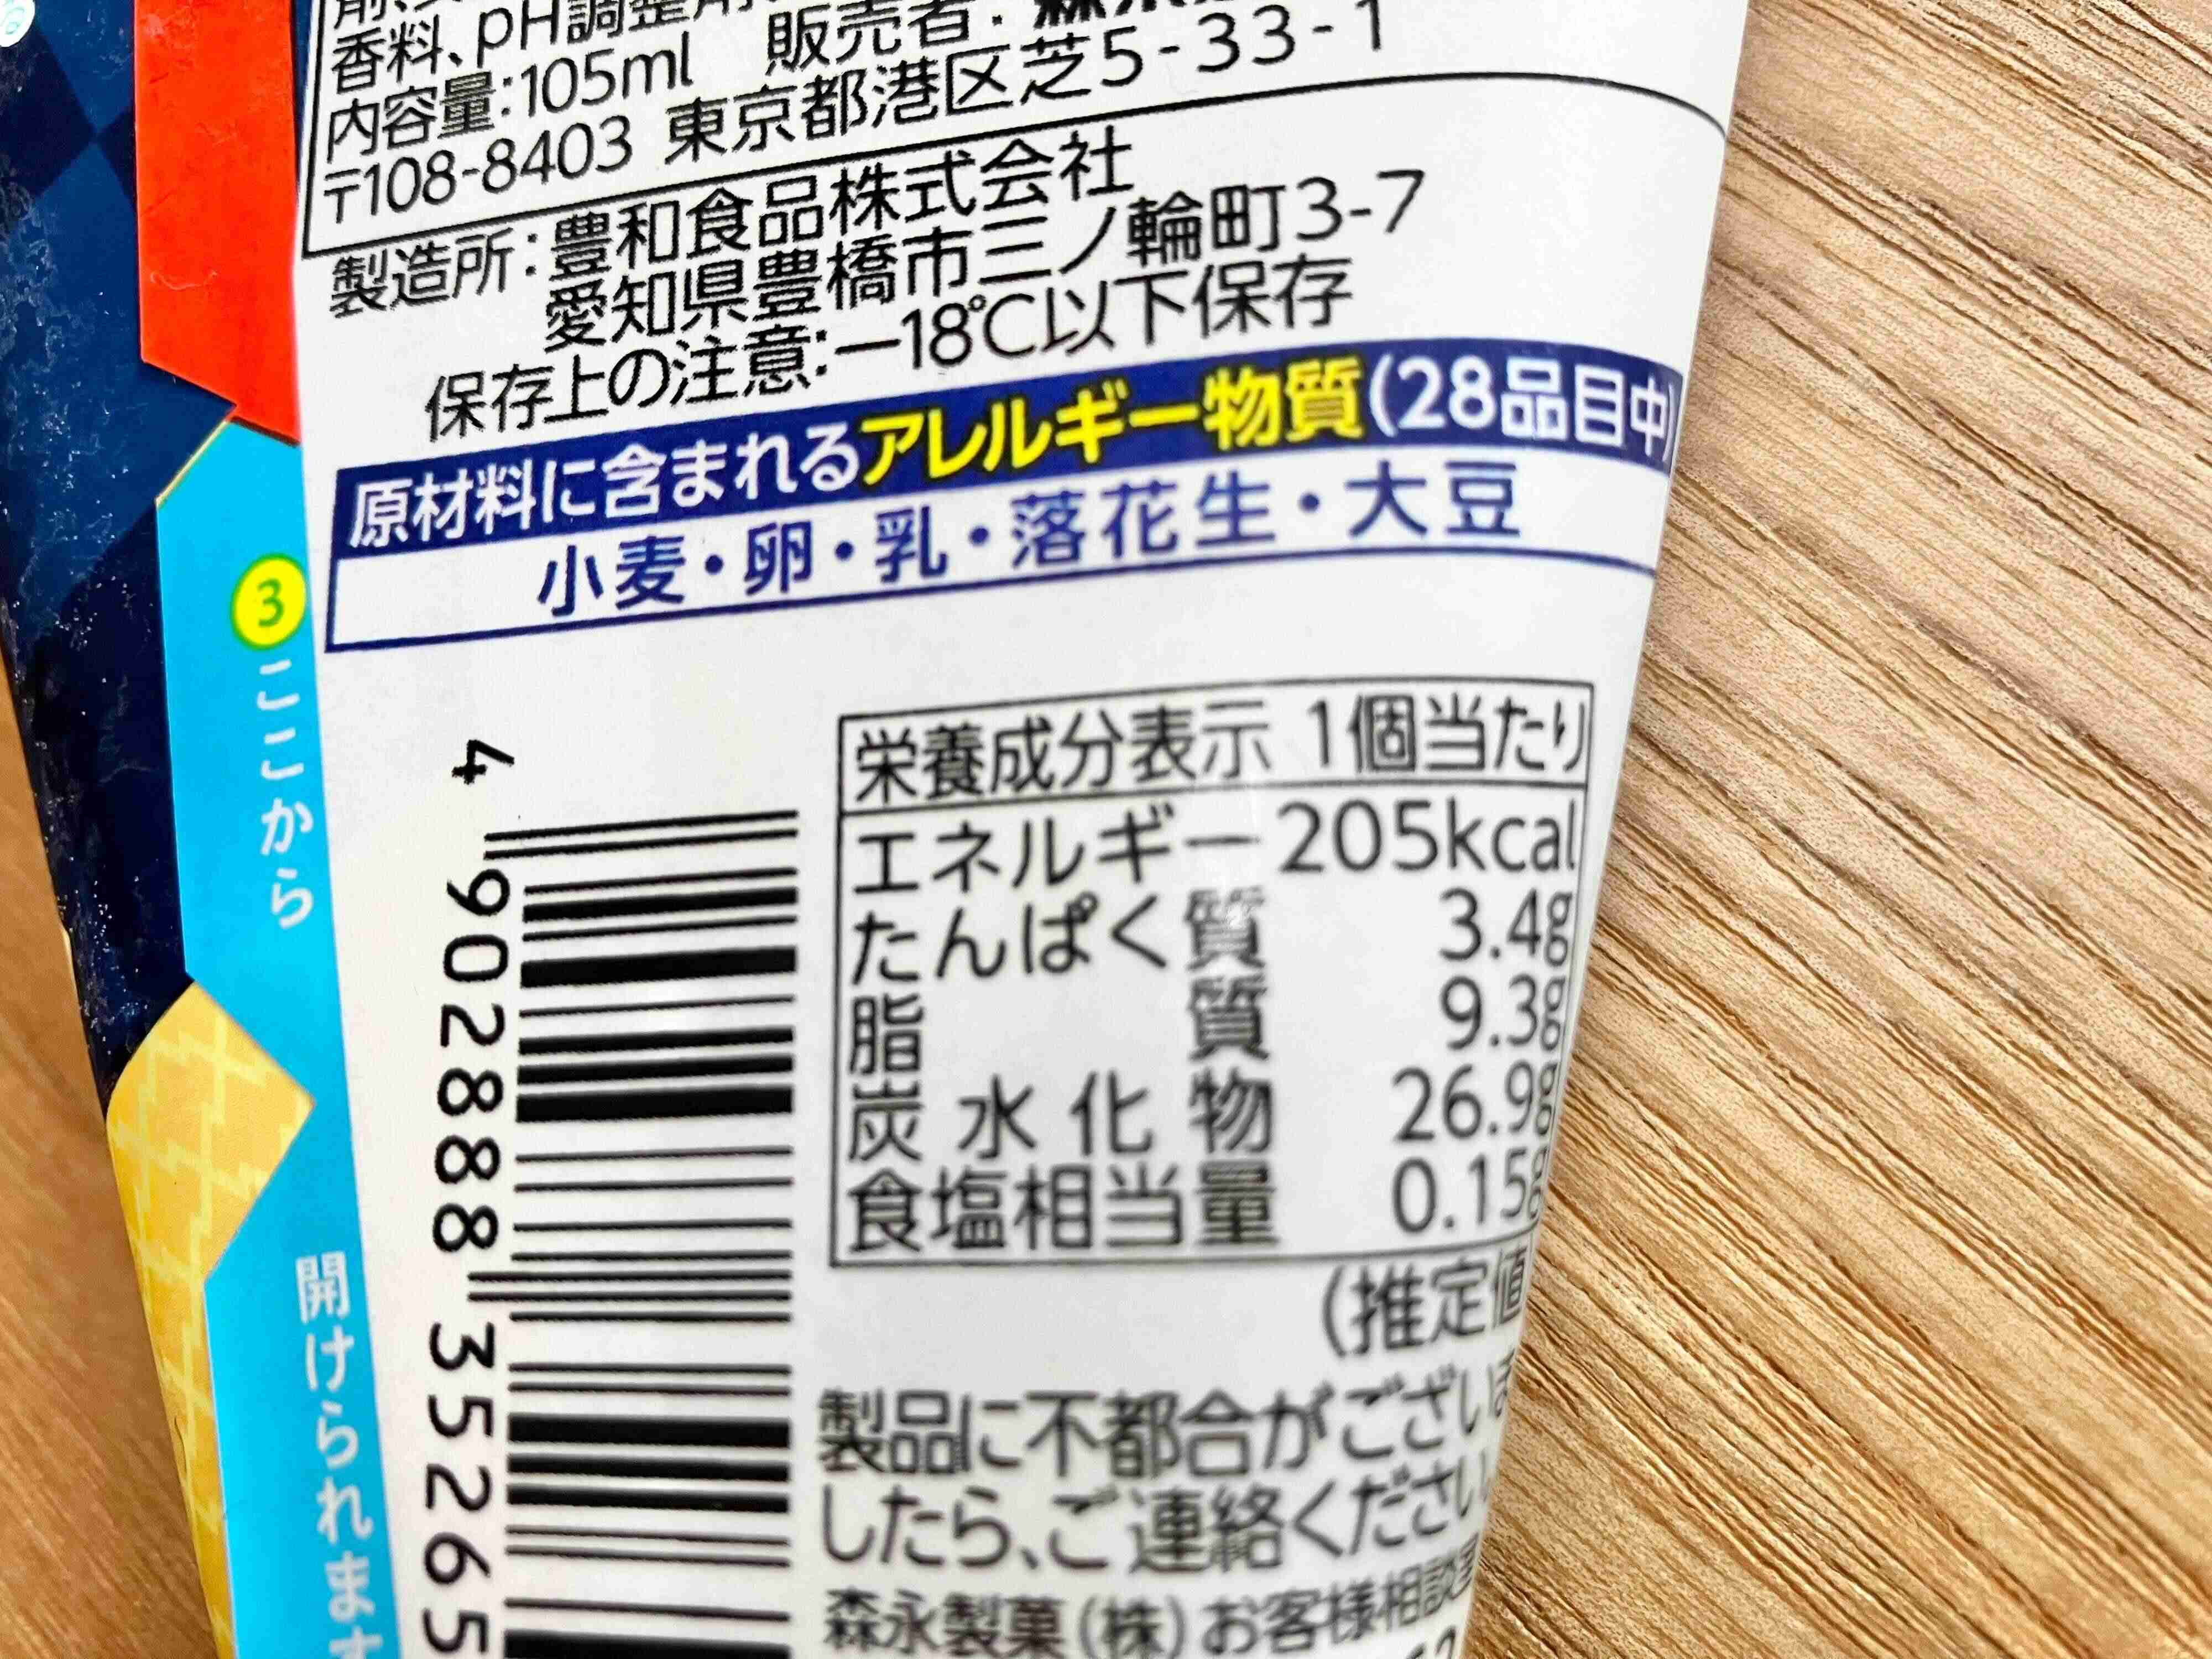 香料、pH調整
内容量:105ml 販売者:
〒108-8403 東京都港区芝5-33-1
製造所:豊和食品株式会社
愛知県豊橋市三ノ輪町3-7
保存上の注意:ー18℃以下保存
原材料に含まれるアレルギー物質(28品目中)
小麦・卵・乳・落花生・大豆
栄養成分表示 1個当たり
エネルギー 205kcal
たんぱく質 3.4g
脂質 9.3g
炭水化物 26.9g
食塩相当量 0.15g
(推定値
製品に不都合がございま
したら、ご連絡ください
森永製菓(株)お客様相談室
4 902888 35265
3 ここから 開けられます